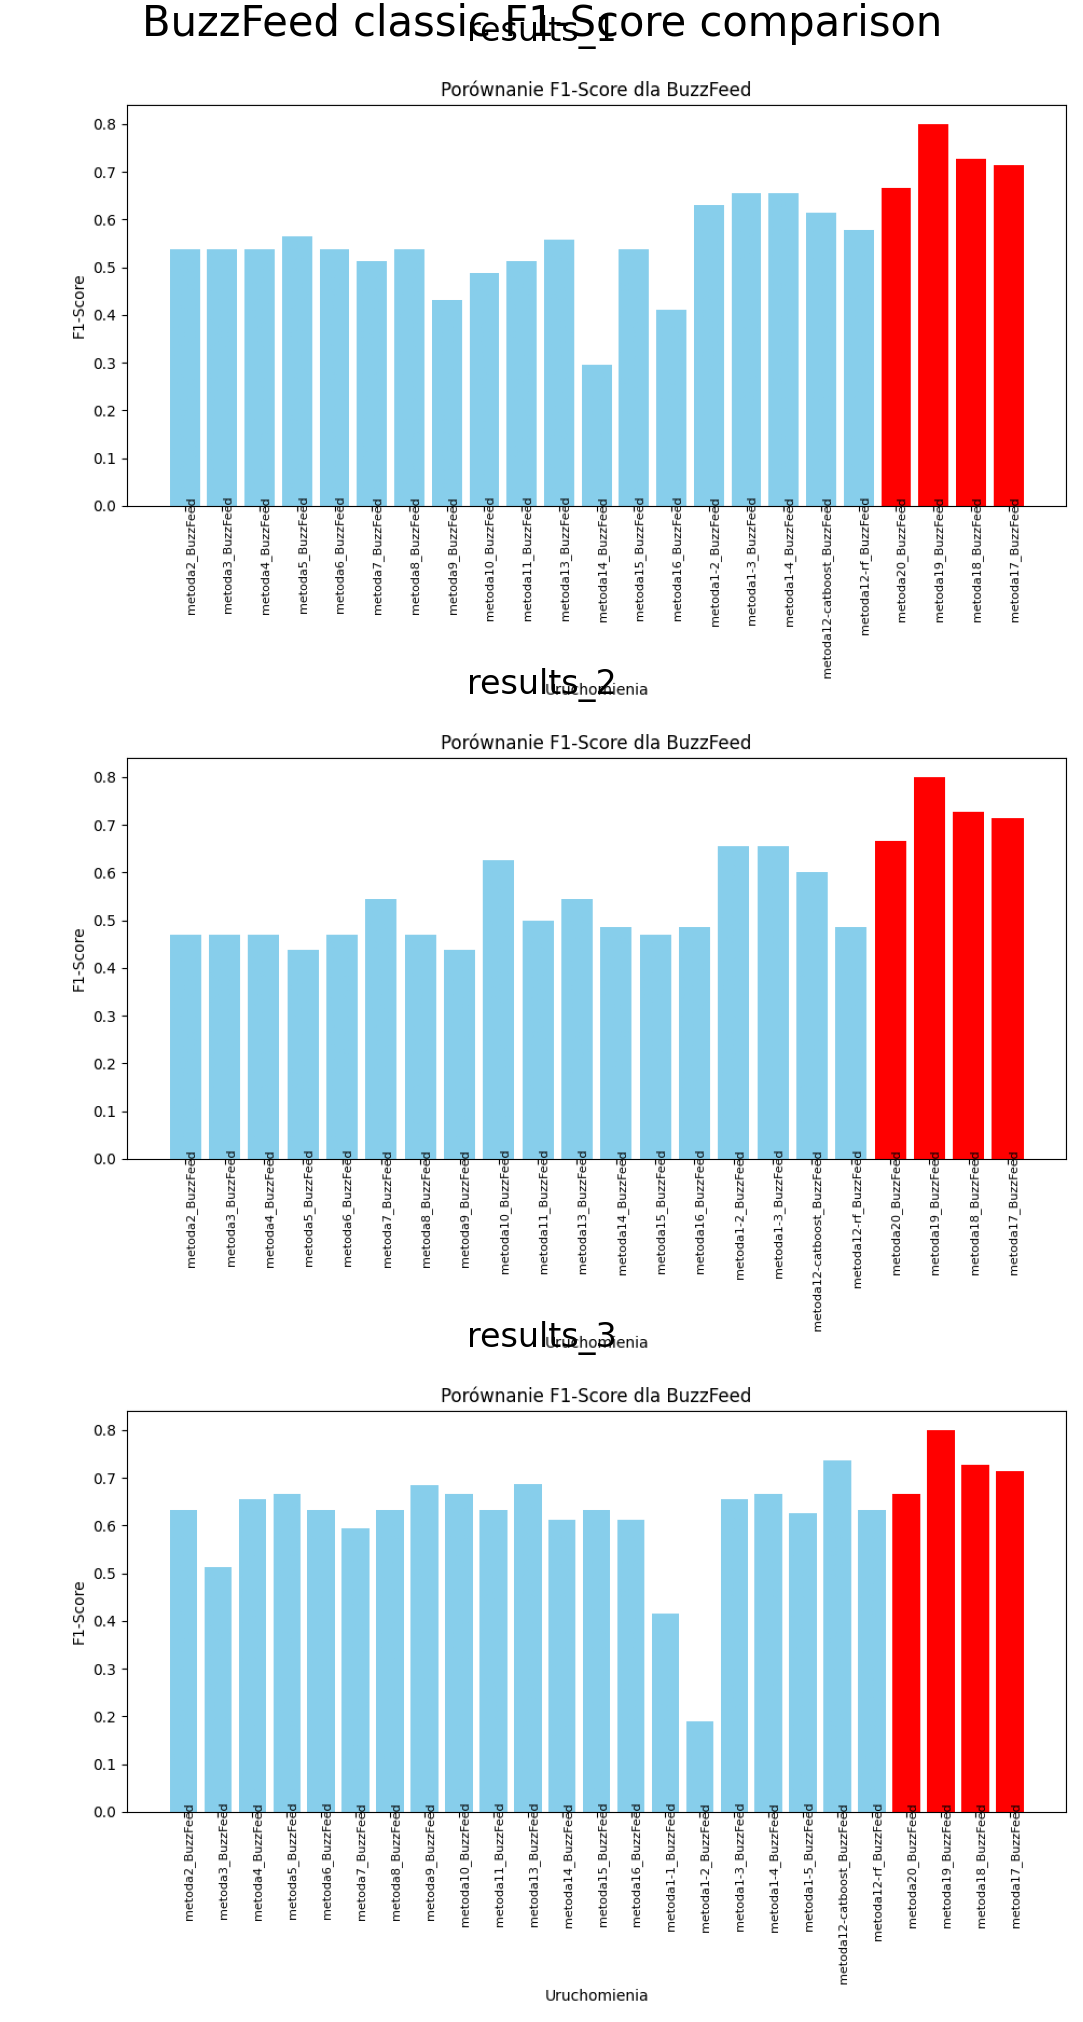 BuzzFeed classic F1-Score comparison
results_1
Porównanie F1-Score dla BuzzFeed
F1-Score
0.8
0.7
0.6
0.5
0.4
0.3
0.2
0.1
0.0
metoda2_BuzzFeed
metoda3_BuzzFeed
metoda4_BuzzFeed
metoda5_BuzzFeed
metoda6_BuzzFeed
metoda7_BuzzFeed
metoda8_BuzzFeed
metoda9_BuzzFeed
metoda10_BuzzFeed
metoda11_BuzzFeed
metoda13_BuzzFeed
metoda14_BuzzFeed
metoda15_BuzzFeed
metoda16_BuzzFeed
metoda1-2_BuzzFeed
metoda1-3_BuzzFeed
metoda1-4_BuzzFeed
metoda12-catboost_BuzzFeed
metoda12-rf_BuzzFeed
metoda20_BuzzFeed
metoda19_BuzzFeed
metoda18_BuzzFeed
metoda17_BuzzFeed
Uruchomienia
results_2
Porównanie F1-Score dla BuzzFeed
F1-Score
0.8
0.7
0.6
0.5
0.4
0.3
0.2
0.1
0.0
metoda2_BuzzFeed
metoda3_BuzzFeed
metoda4_BuzzFeed
metoda5_BuzzFeed
metoda6_BuzzFeed
metoda7_BuzzFeed
metoda8_BuzzFeed
metoda9_BuzzFeed
metoda10_BuzzFeed
metoda11_BuzzFeed
metoda13_BuzzFeed
metoda14_BuzzFeed
metoda15_BuzzFeed
metoda16_BuzzFeed
metoda1-2_BuzzFeed
metoda1-3_BuzzFeed
metoda12-catboost_BuzzFeed
metoda12-rf_BuzzFeed
metoda20_BuzzFeed
metoda19_BuzzFeed
metoda18_BuzzFeed
metoda17_BuzzFeed
Uruchomienia
results_3
Porównanie F1-Score dla BuzzFeed
F1-Score
0.8
0.7
0.6
0.5
0.4
0.3
0.2
0.1
0.0
metoda2_BuzzFeed
metoda3_BuzzFeed
metoda4_BuzzFeed
metoda5_BuzzFeed
metoda6_BuzzFeed
metoda7_BuzzFeed
metoda8_BuzzFeed
metoda9_BuzzFeed
metoda10_BuzzFeed
metoda11_BuzzFeed
metoda13_BuzzFeed
metoda14_BuzzFeed
metoda15_BuzzFeed
metoda16_BuzzFeed
metoda1-1_BuzzFeed
metoda1-2_BuzzFeed
metoda1-3_BuzzFeed
metoda1-4_BuzzFeed
metoda1-5_BuzzFeed
metoda12-catboost_BuzzFeed
metoda12-rf_BuzzFeed
metoda20_BuzzFeed
metoda19_BuzzFeed
metoda18_BuzzFeed
metoda17_BuzzFeed
Uruchomienia